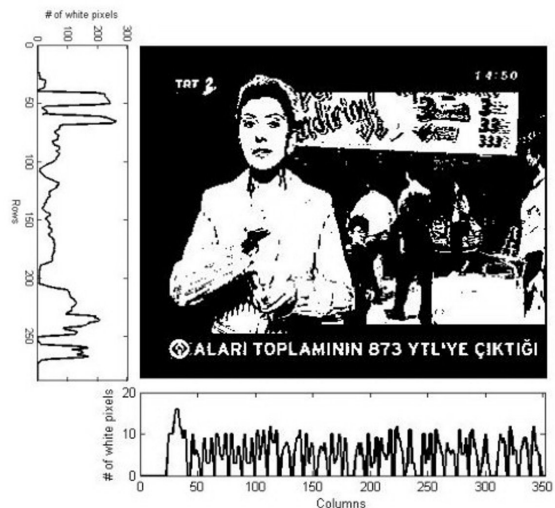 # of white pixels
0 100 200 300
0
50
100
150
200
250
Rows
TRT 2
14:50
333
ALARI TOPLAMININ 873 YTL'YE ÇIKTIĞI
20
10
0
# of white pixels
0 50 100 150 200 250 300 350
Columns